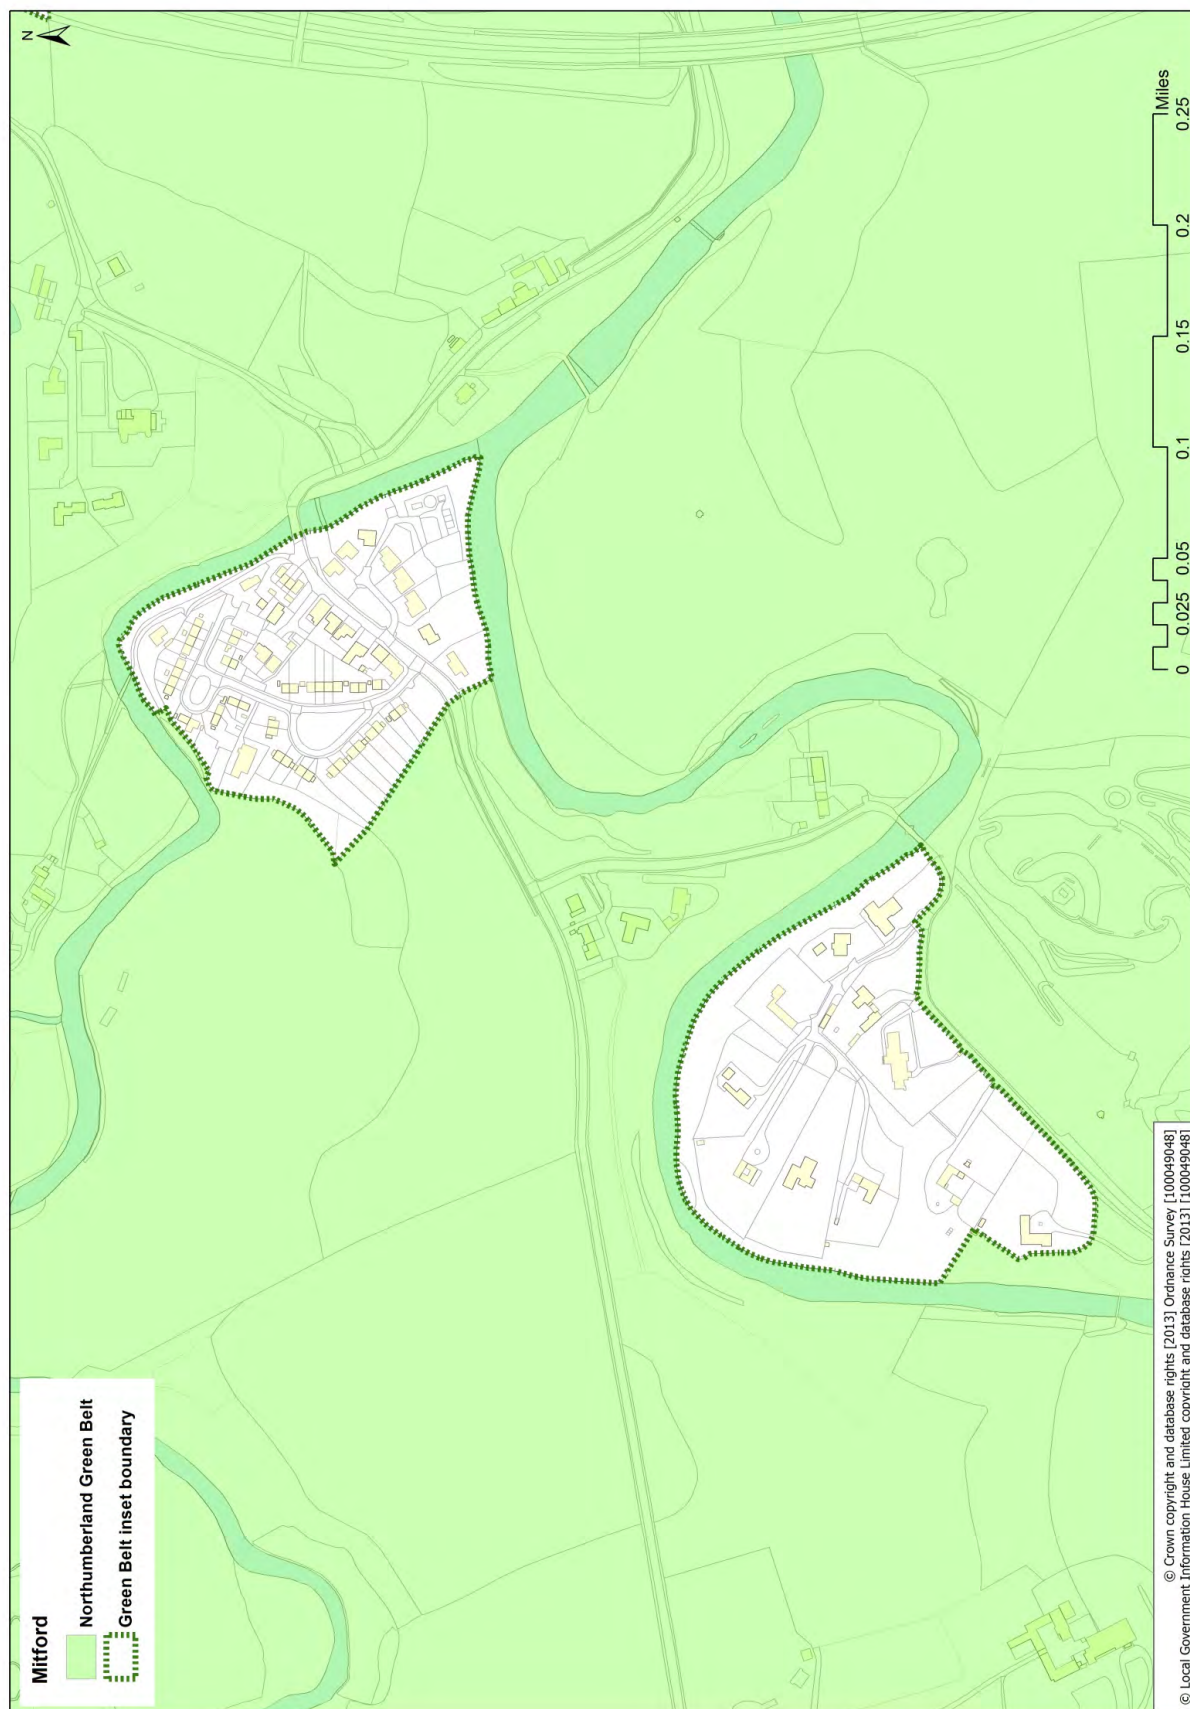 Mitford
Northumberland Green Belt
Green Belt inset boundary
N
0 0.025 0.05 0.1 0.15 0.2 0.25
Miles
© Crown copyright and database rights [2013] Ordnance Survey [100049048]
© Local Government Information House Limited copyright and database rights [2013] [100049048]